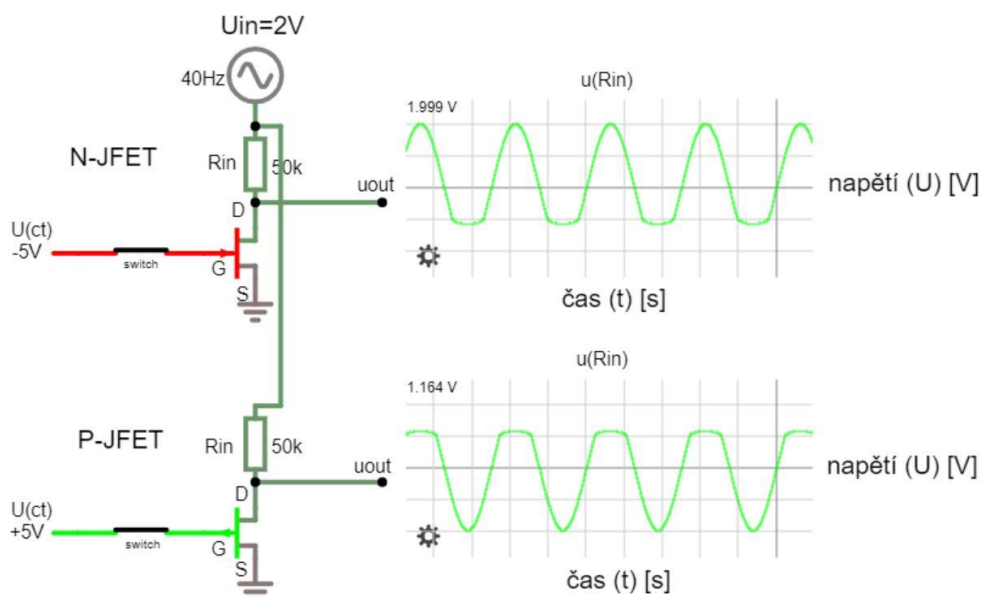 Uin=2V
40Hz
u(Rin)
1.999 V
N-JFET
Rin
50k
uout
napětí (U) [V]
D
U(ct)
-5V
switch
G
S
čas (t) [s]
u(Rin)
1.164 V
P-JFET
Rin
50k
uout
napětí (U) [V]
D
U(ct)
+5V
switch
G
S
čas (t) [s]